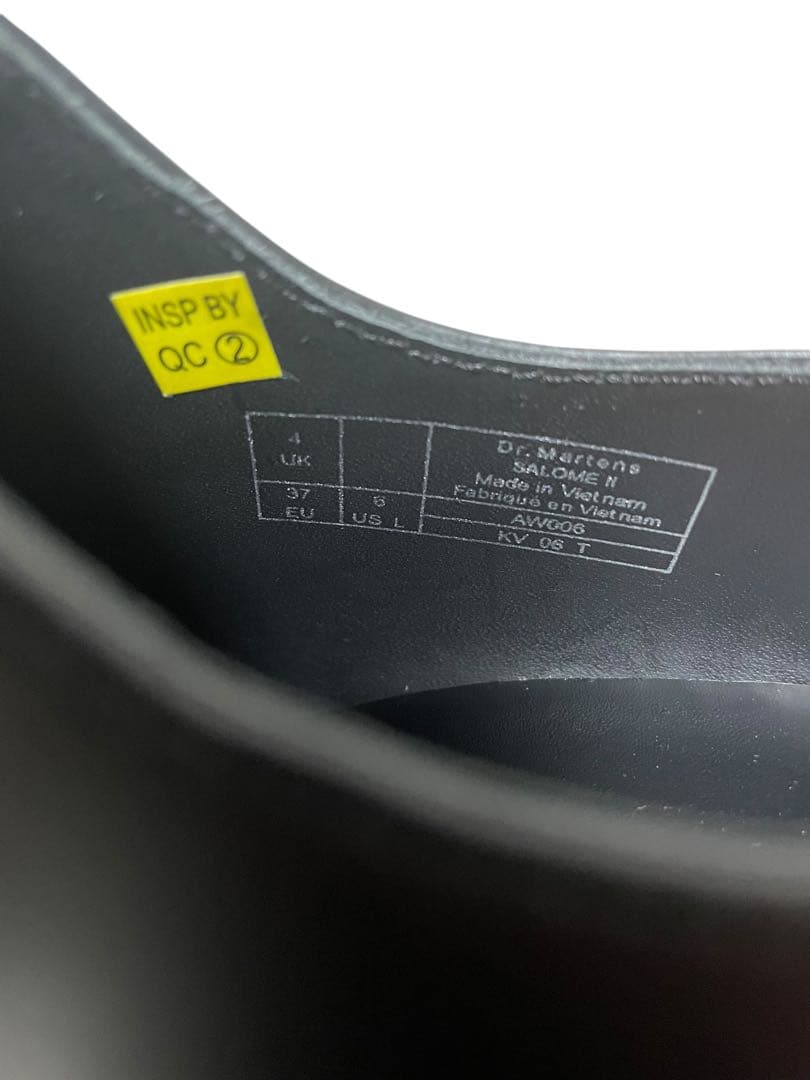 INSP BY
QC ②
4
UK
37
EU
6
US L
Dr. Martens
SALOME II
Made in Vietnam
Fabriqué en Vietnam
AW006
KV 06 T